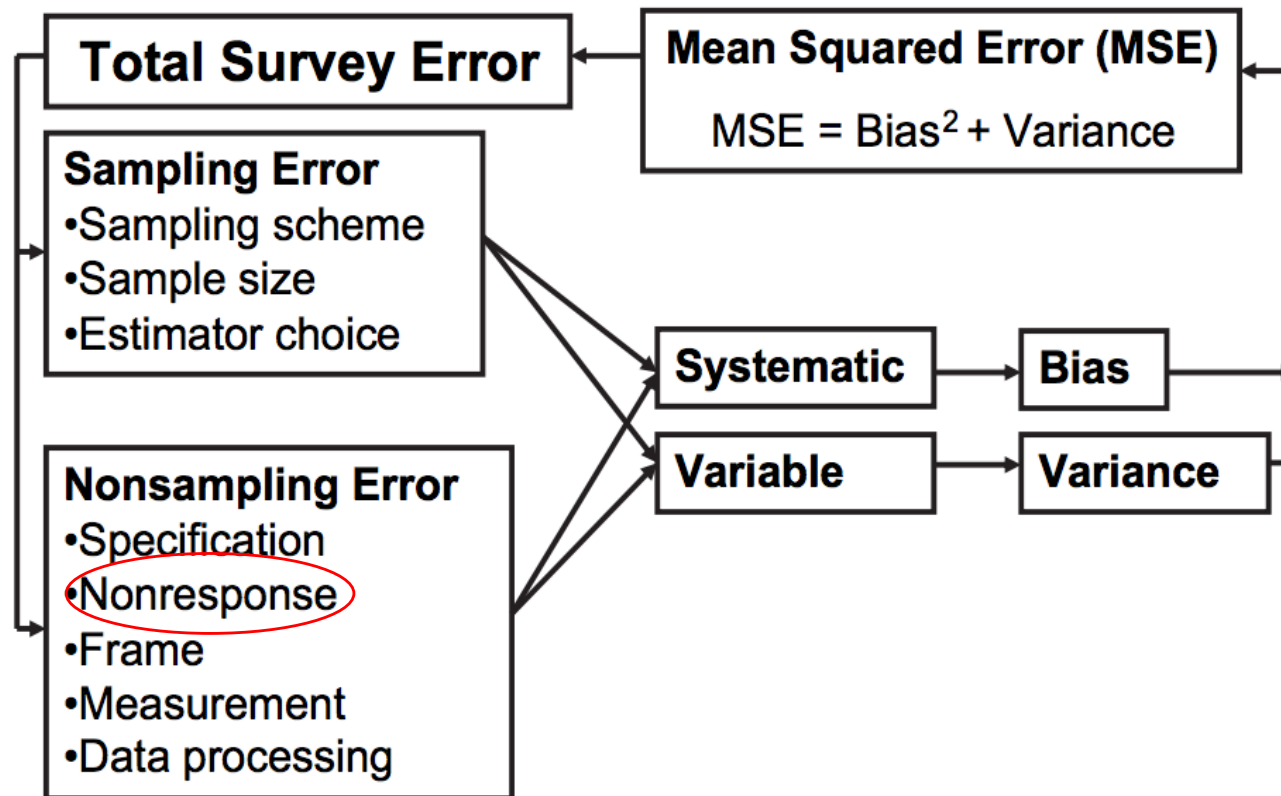 Total Survey Error
Mean Squared Error (MSE)
MSE = Bias² + Variance
Sampling Error
•Sampling scheme
•Sample size
•Estimator choice
Systematic
Bias
Variable
Variance
Nonsampling Error
•Specification
•Nonresponse
•Frame
•Measurement
•Data processing